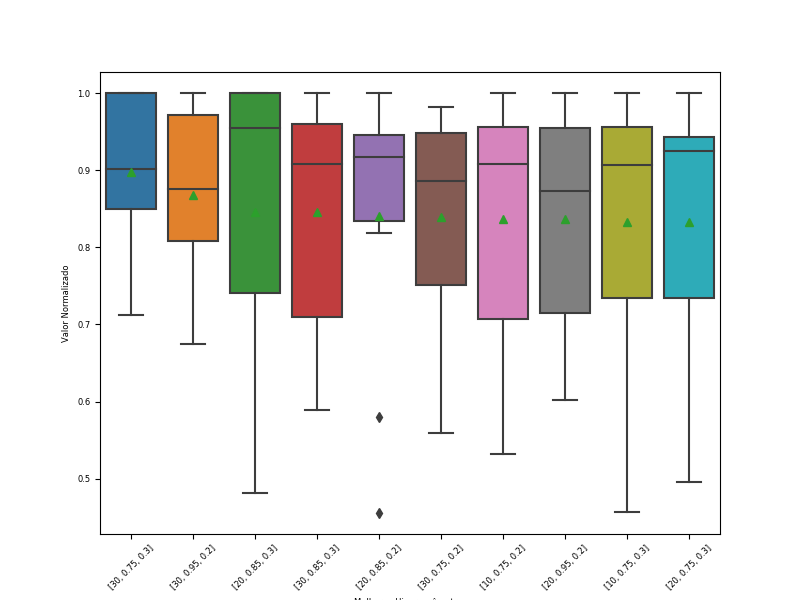 1.0
0.9
0.8
0.7
0.6
0.5
Valor Normalizado
[30, 0.75, 0.3]
[30, 0.95, 0.2]
[20, 0.85, 0.3]
[30, 0.85, 0.3]
[20, 0.85, 0.2]
[30, 0.75, 0.2]
[10, 0.75, 0.2]
[20, 0.95, 0.2]
[10, 0.75, 0.3]
[20, 0.75, 0.3]